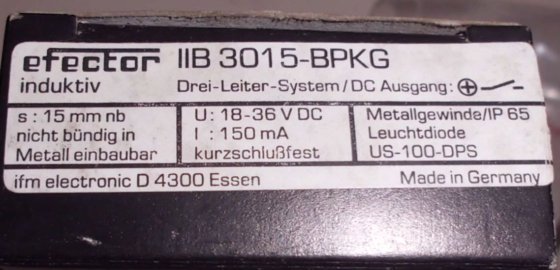 efector IIB 3015-BPKG
induktiv Drei-Leiter-System/DC Ausgang:
s : 15 mm nb
nicht bündig in
Metall einbaubar
U : 18-36 V DC
I : 150 mA
kurzschlußfest
Metallgewinde/IP 65
Leuchtdiode
US-100-DPS
ifm electronic D 4300 Essen Made in Germany